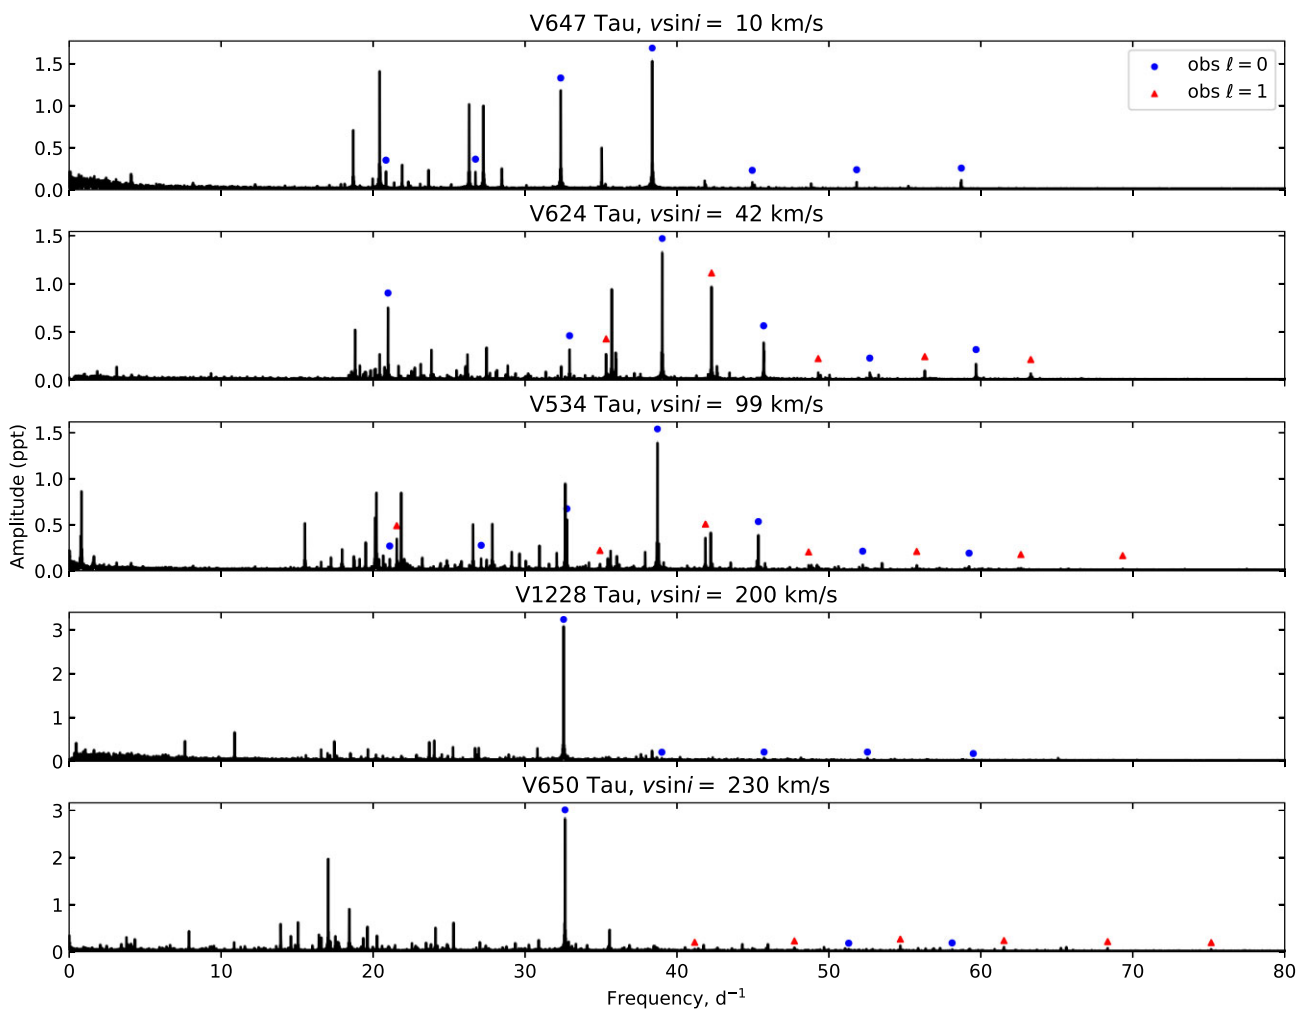 V647 Tau, vsini = 10 km/s
obs ℓ = 0
obs ℓ = 1
1.5
1.0
0.5
0.0
V624 Tau, vsini = 42 km/s
1.5
1.0
0.5
0.0
V534 Tau, vsini = 99 km/s
1.5
1.0
0.5
0.0
Amplitude (ppt)
V1228 Tau, vsini = 200 km/s
3
2
1
0
V650 Tau, vsini = 230 km/s
3
2
1
0
0 10 20 30 40 50 60 70 80
Frequency, d⁻¹